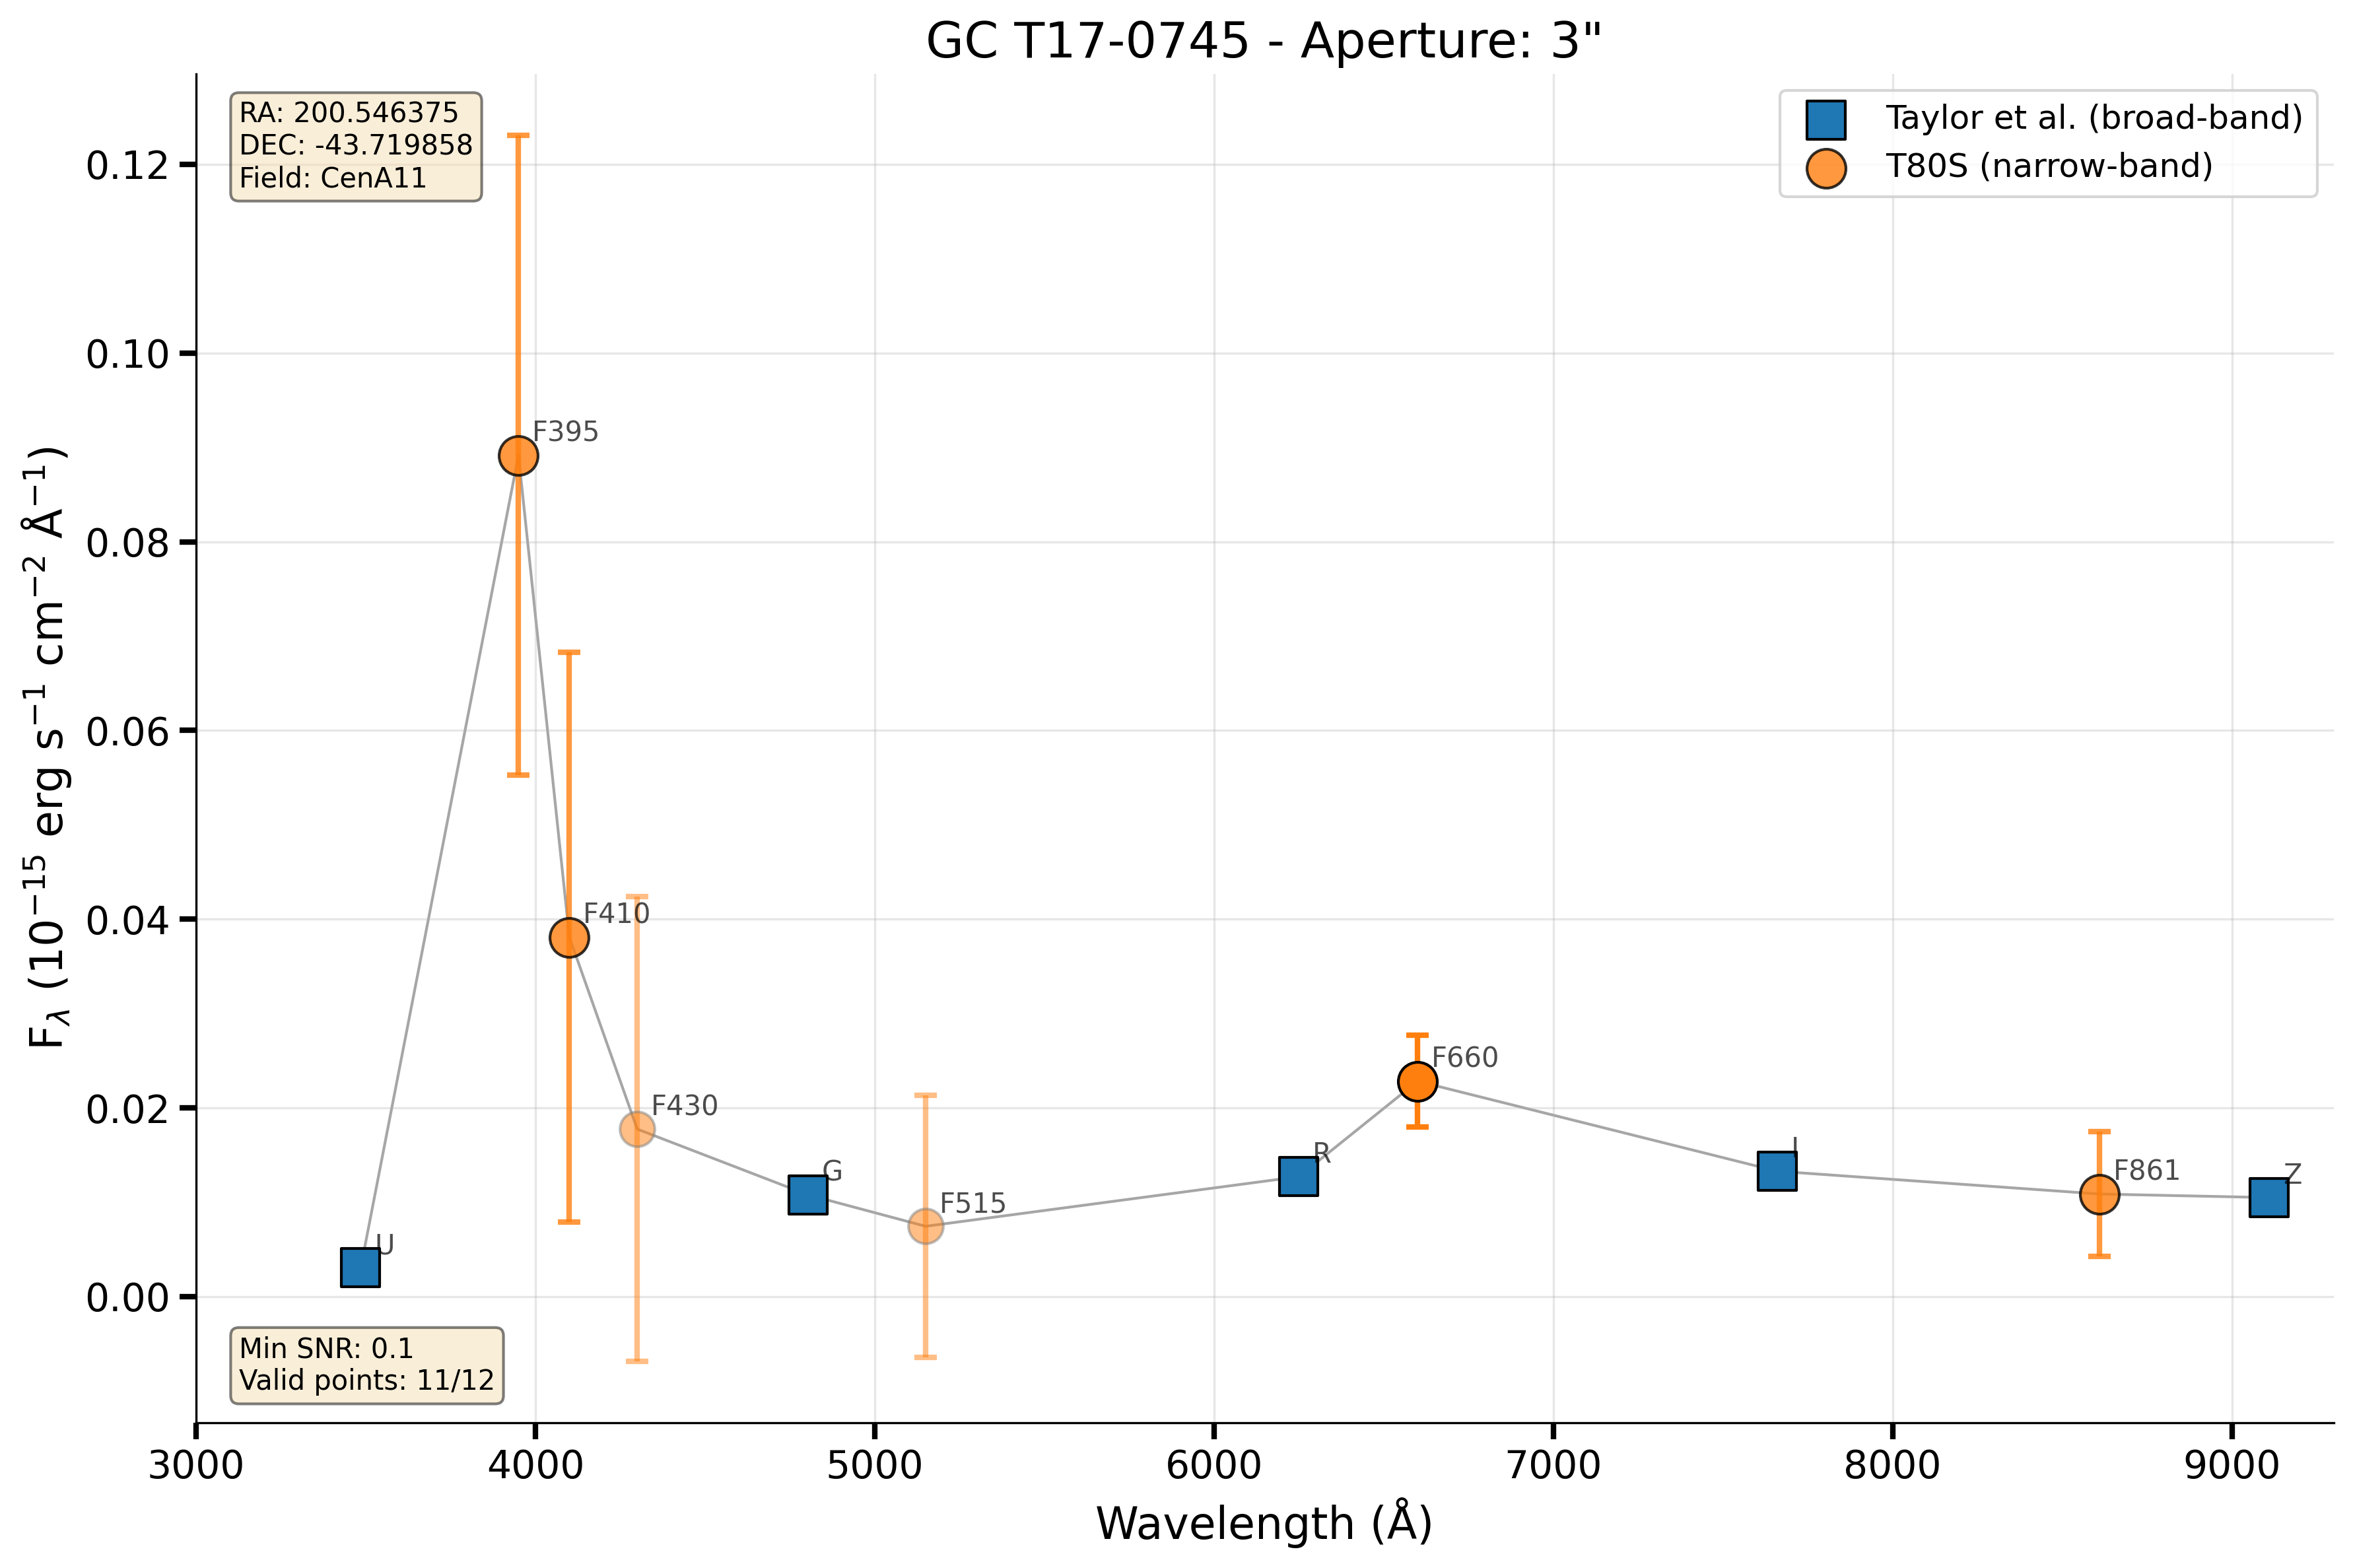 GC T17-0745 - Aperture: 3"
RA: 200.546375
DEC: -43.719858
Field: CenA11
Taylor et al. (broad-band)
T80S (narrow-band)
0.12
0.10
0.08
0.06
0.04
0.02
0.00
F_λ (10⁻¹⁵ erg s⁻¹ cm⁻² Å⁻¹)
F395
F410
F430
F660
F515
F861
G
R
I
Z
U
Min SNR: 0.1
Valid points: 11/12
3000 4000 5000 6000 7000 8000 9000
Wavelength (Å)